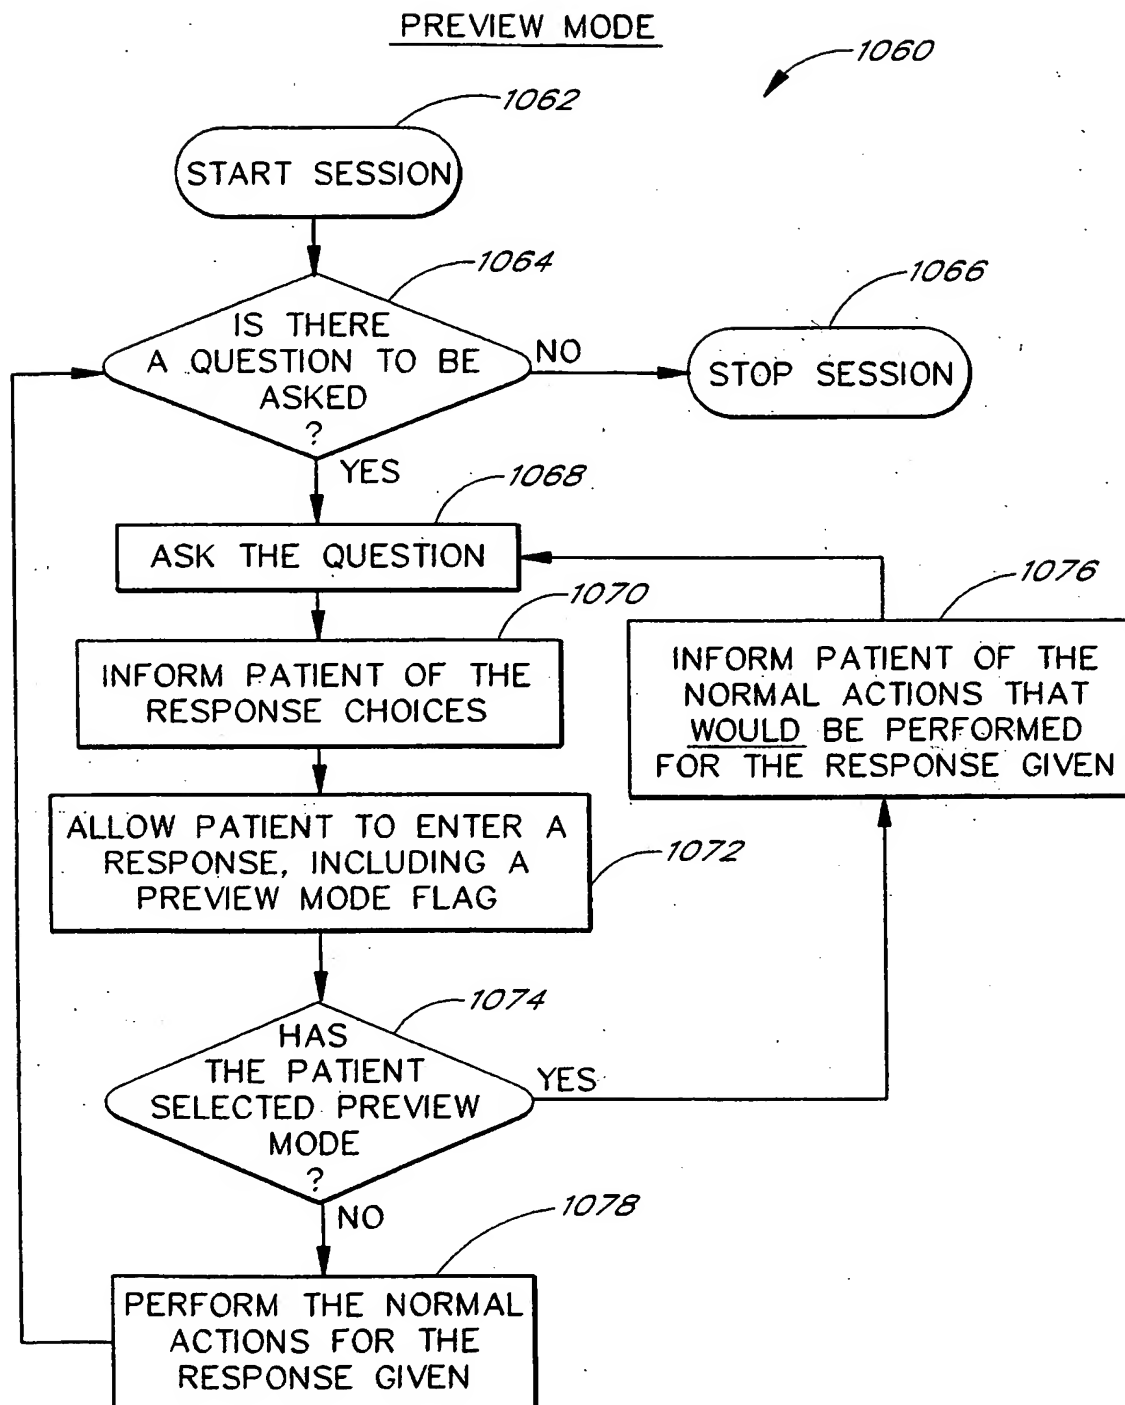 PREVIEW MODE
1060
1062
START SESSION
1064
IS THERE
A QUESTION TO BE
ASKED
?
NO
1066
STOP SESSION
YES
1068
ASK THE QUESTION
1070
INFORM PATIENT OF THE
RESPONSE CHOICES
1076
INFORM PATIENT OF THE
NORMAL ACTIONS THAT
WOULD BE PERFORMED
FOR THE RESPONSE GIVEN
ALLOW PATIENT TO ENTER A
RESPONSE, INCLUDING A
PREVIEW MODE FLAG
1072
1074
HAS
THE PATIENT
SELECTED PREVIEW
MODE
?
YES
NO
1078
PERFORM THE NORMAL
ACTIONS FOR THE
RESPONSE GIVEN